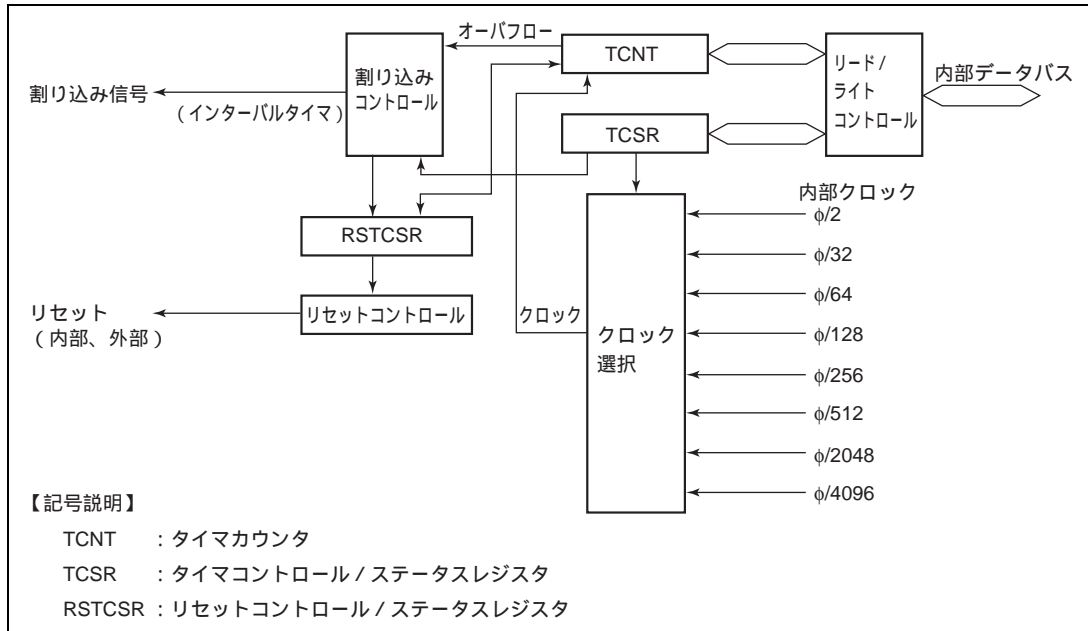 オーバフロー
TCNT
リード/
ライト
コントロール
内部データバス
割り込み
コントロール
割り込み信号
(インターバルタイマ)
TCSR
内部クロック
φ/2
RSTCSR
φ/32
φ/64
リセット
(内部、外部)
リセットコントロール
クロック
クロック
選択
φ/128
φ/256
φ/512
φ/2048
φ/4096
【記号説明】
TCNT :タイマカウンタ
TCSR :タイマコントロール/ステータスレジスタ
RSTCSR :リセットコントロール/ステータスレジスタ